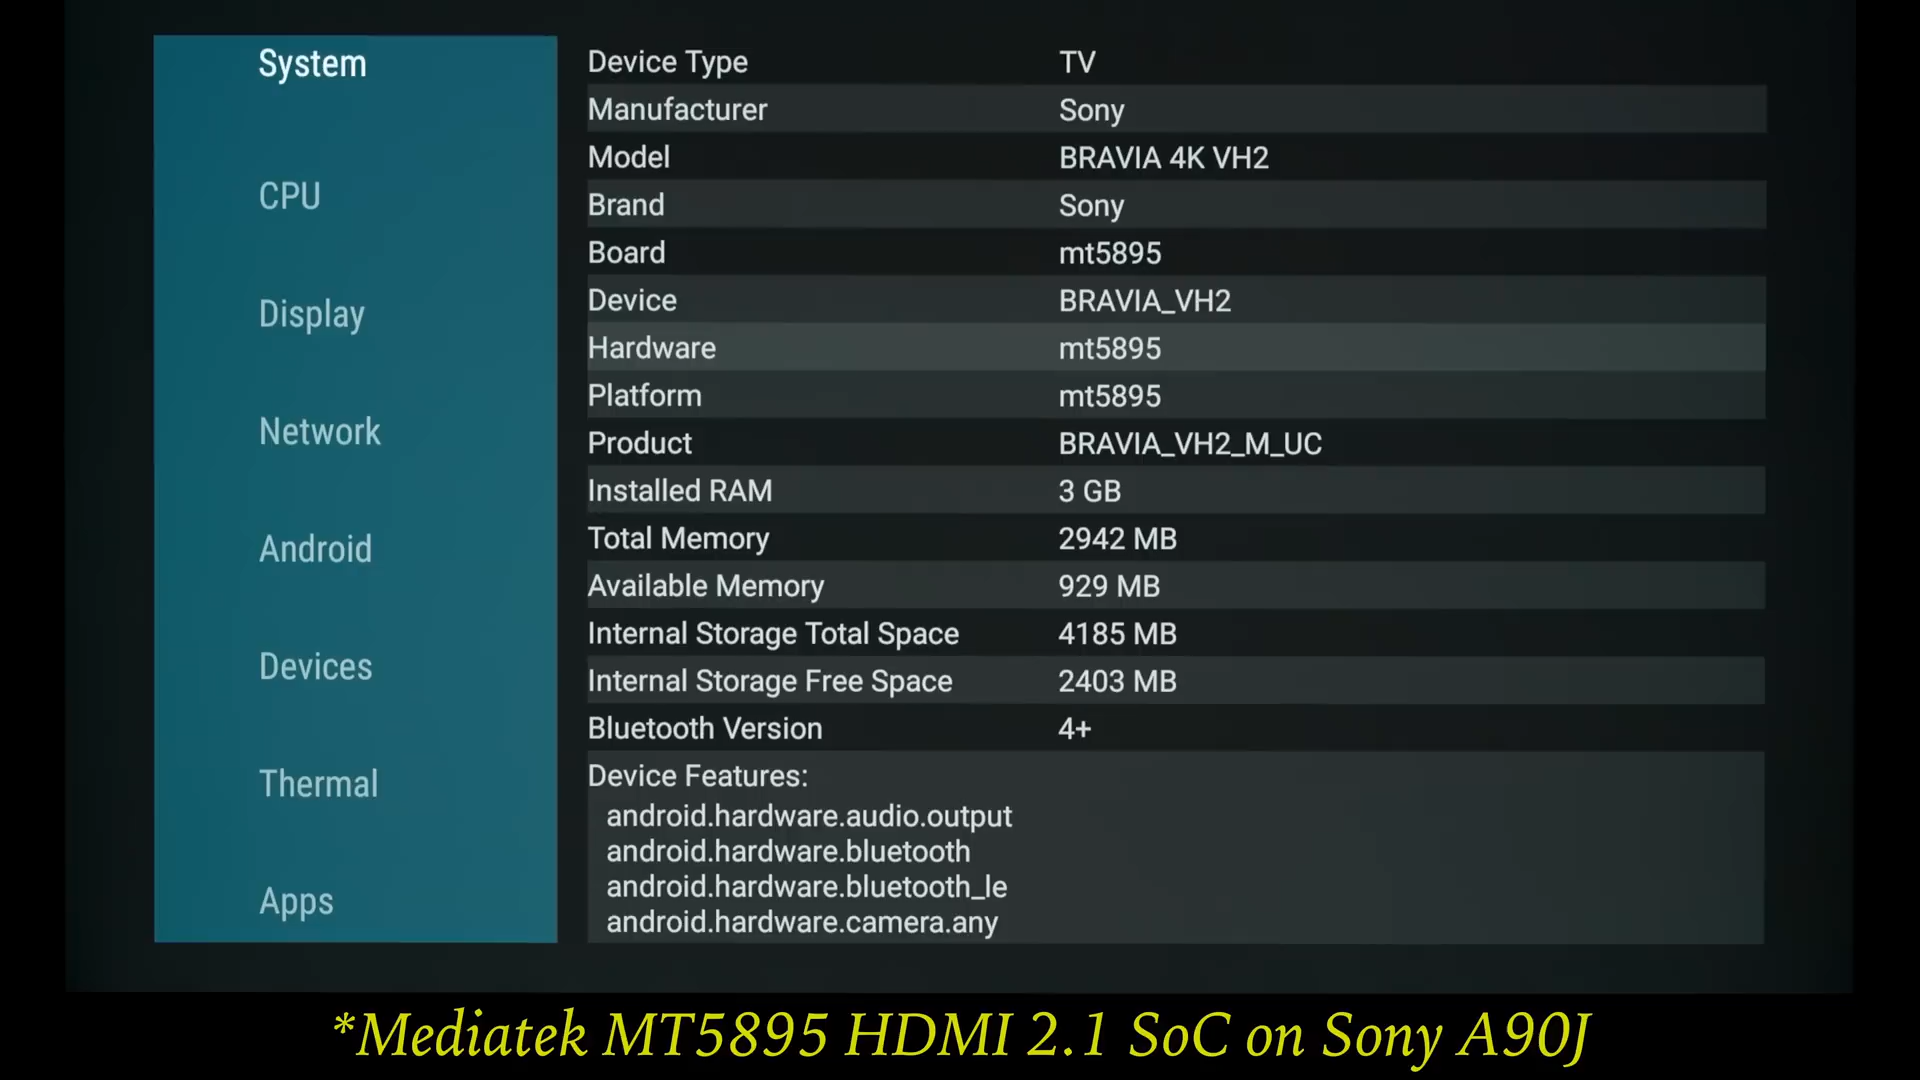 System
CPU
Display
Network
Android
Devices
Thermal
Apps
Device Type TV
Manufacturer Sony
Model BRAVIA 4K VH2
Brand Sony
Board mt5895
Device BRAVIA_VH2
Hardware mt5895
Platform mt5895
Product BRAVIA_VH2_M_UC
Installed RAM 3 GB
Total Memory 2942 MB
Available Memory 929 MB
Internal Storage Total Space 4185 MB
Internal Storage Free Space 2403 MB
Bluetooth Version 4+
Device Features:
android.hardware.audio.output
android.hardware.bluetooth
android.hardware.bluetooth_le
android.hardware.camera.any
*Mediatek MT5895 HDMI 2.1 SoC on Sony A90J